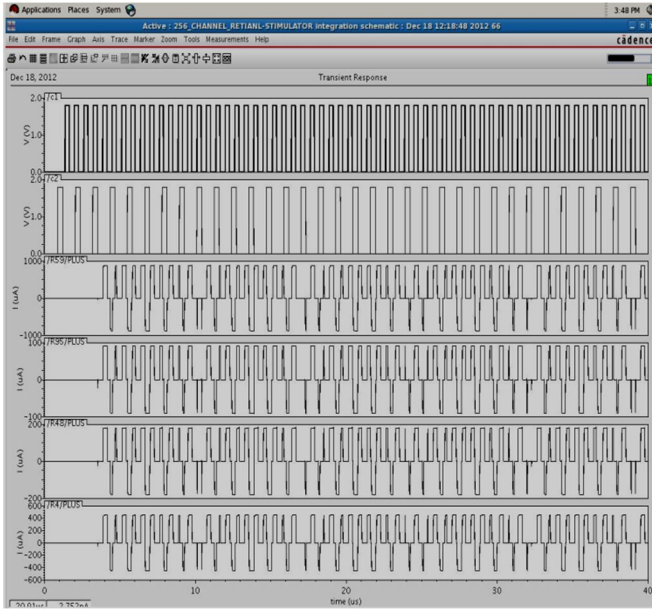 Applications Places System
3:48 PM
Active : 256_CHANNEL_RETIANL-STIMULATOR integration schematic : Dec 18 12:18:48 2012 66
File Edit Frame Graph Axis Trace Marker Zoom Tools Measurements Help
cādence
Dec 18, 2012
Transient Response
2.0 /c1
V (V)
1.0
0.0
2.0 /c2
V (V)
1.0
0.0
1000 /R59/PLUS
I (uA)
0
-1000
100 /R95/PLUS
I (uA)
0
-100
200 /R48/PLUS
I (uA)
0
-200
600 /R4/PLUS
400
200
I (uA)
0
-200
-400
-600
0 10 20 30 40
time (us)
20.01us 2.752nA